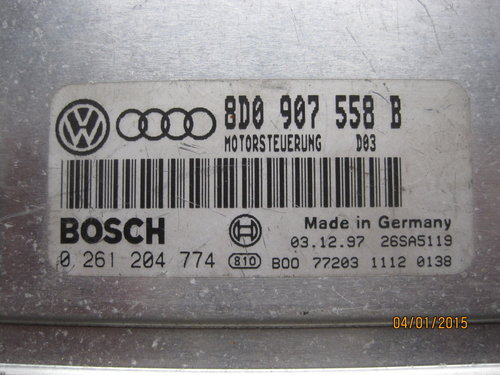 8D0 907 558 B
MOTORSTEUERUNG D03
BOSCH
Made in Germany
03.12.97 26SA5119
0 261 204 774 810 B00 77203 1112 0138
04/01/2015